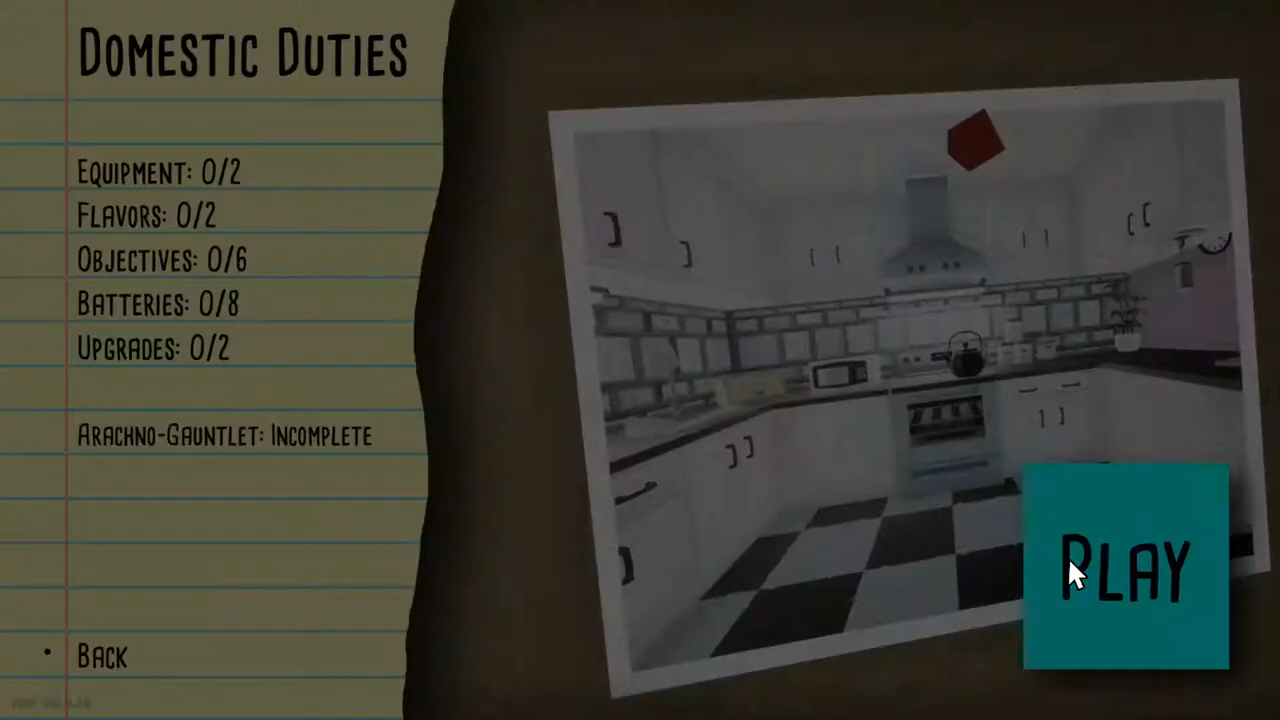 Domestic Duties
Equipment: 0/2
Flavors: 0/2
Objectives: 0/6
Batteries: 0/8
Upgrades: 0/2
Arachno-Gauntlet: Incomplete
Play
Back